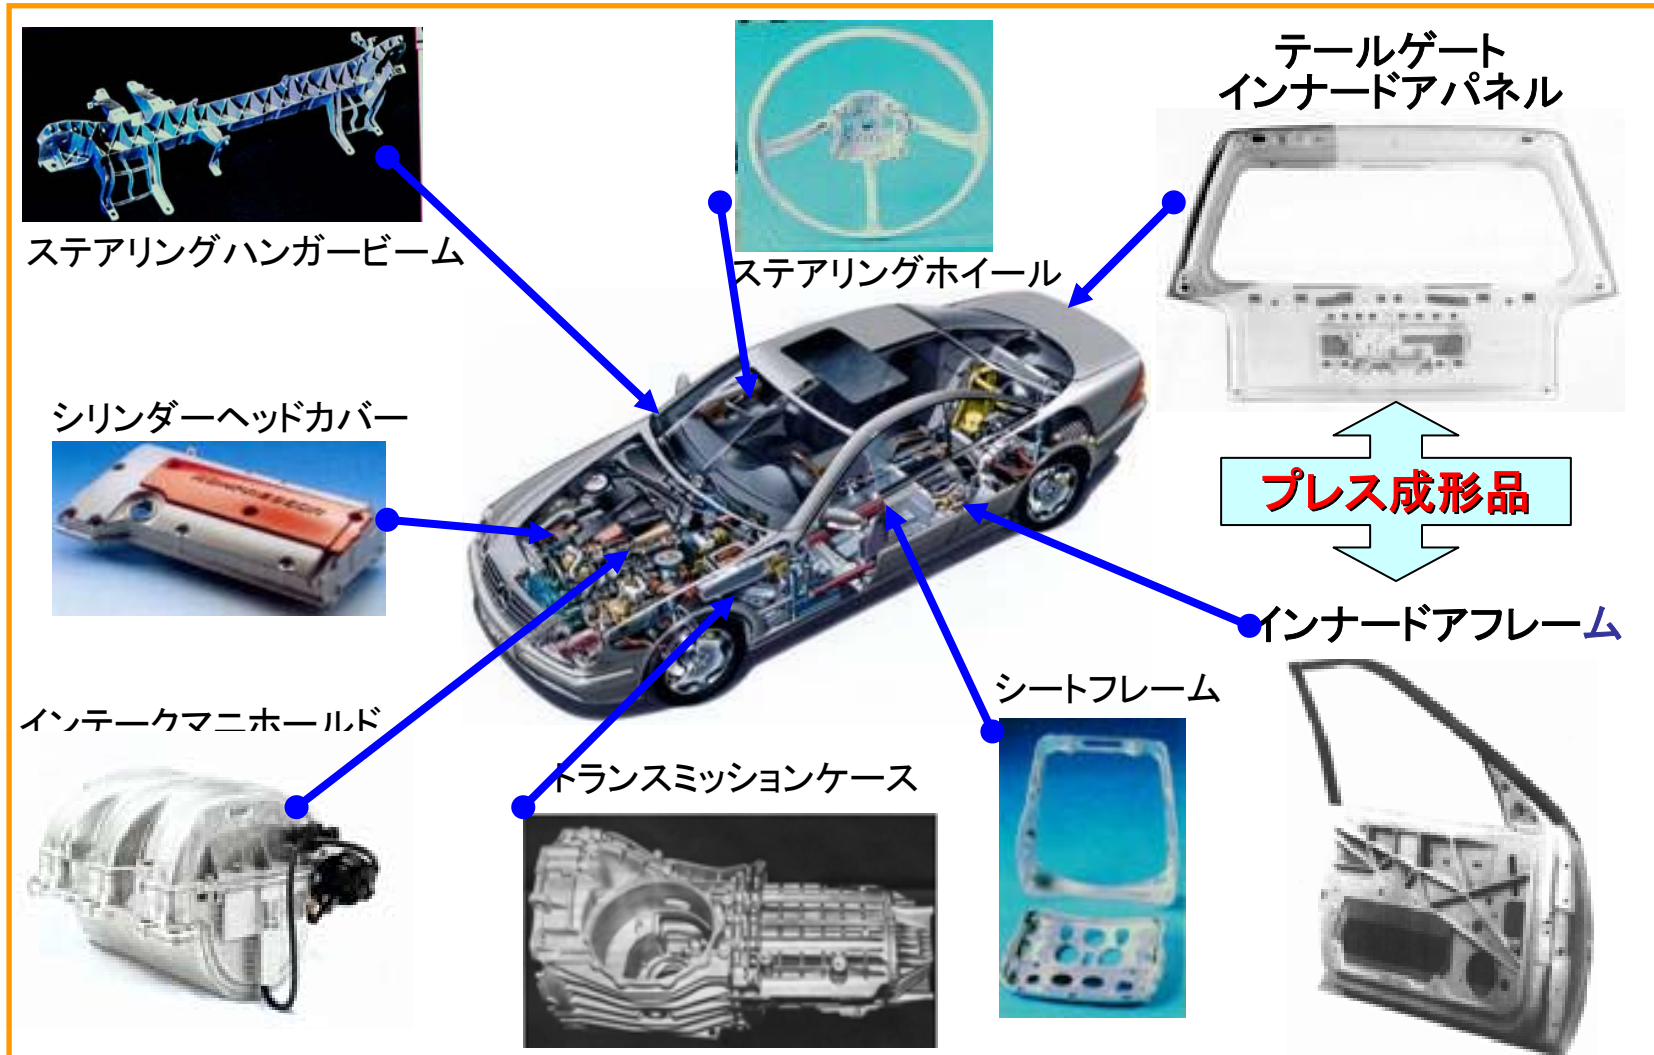 テールゲート
インナードアパネル
ステアリングハンガービーム
ステアリングホイール
シリンダーヘッドカバー
プレス成形品
インナードアフレーム
シートフレーム
インテークマニホールド
トランスミッションケース